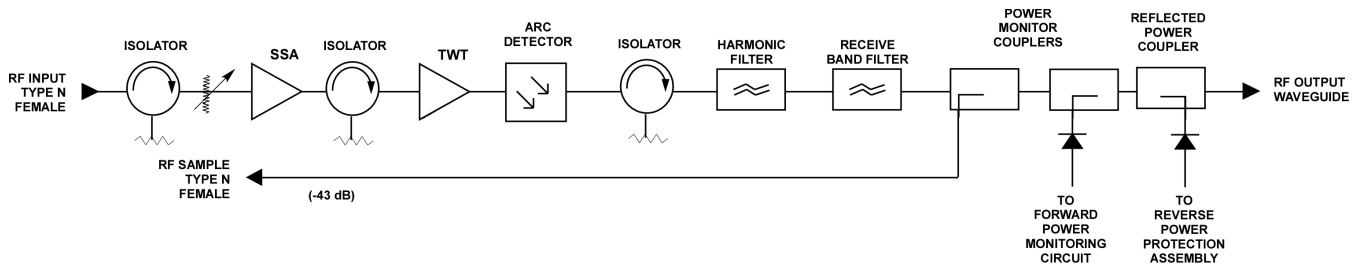 RF INPUT
TYPE N
FEMALE
ISOLATOR
SSA
ISOLATOR
TWT
ARC
DETECTOR
ISOLATOR
HARMONIC
FILTER
RECEIVE
BAND FILTER
POWER
MONITOR
COUPLERS
REFLECTED
POWER
COUPLER
RF OUTPUT
WAVEGUIDE
RF SAMPLE
TYPE N
FEMALE
(-43 dB)
TO
FORWARD
POWER
MONITORING
CIRCUIT
TO
REVERSE
POWER
PROTECTION
ASSEMBLY